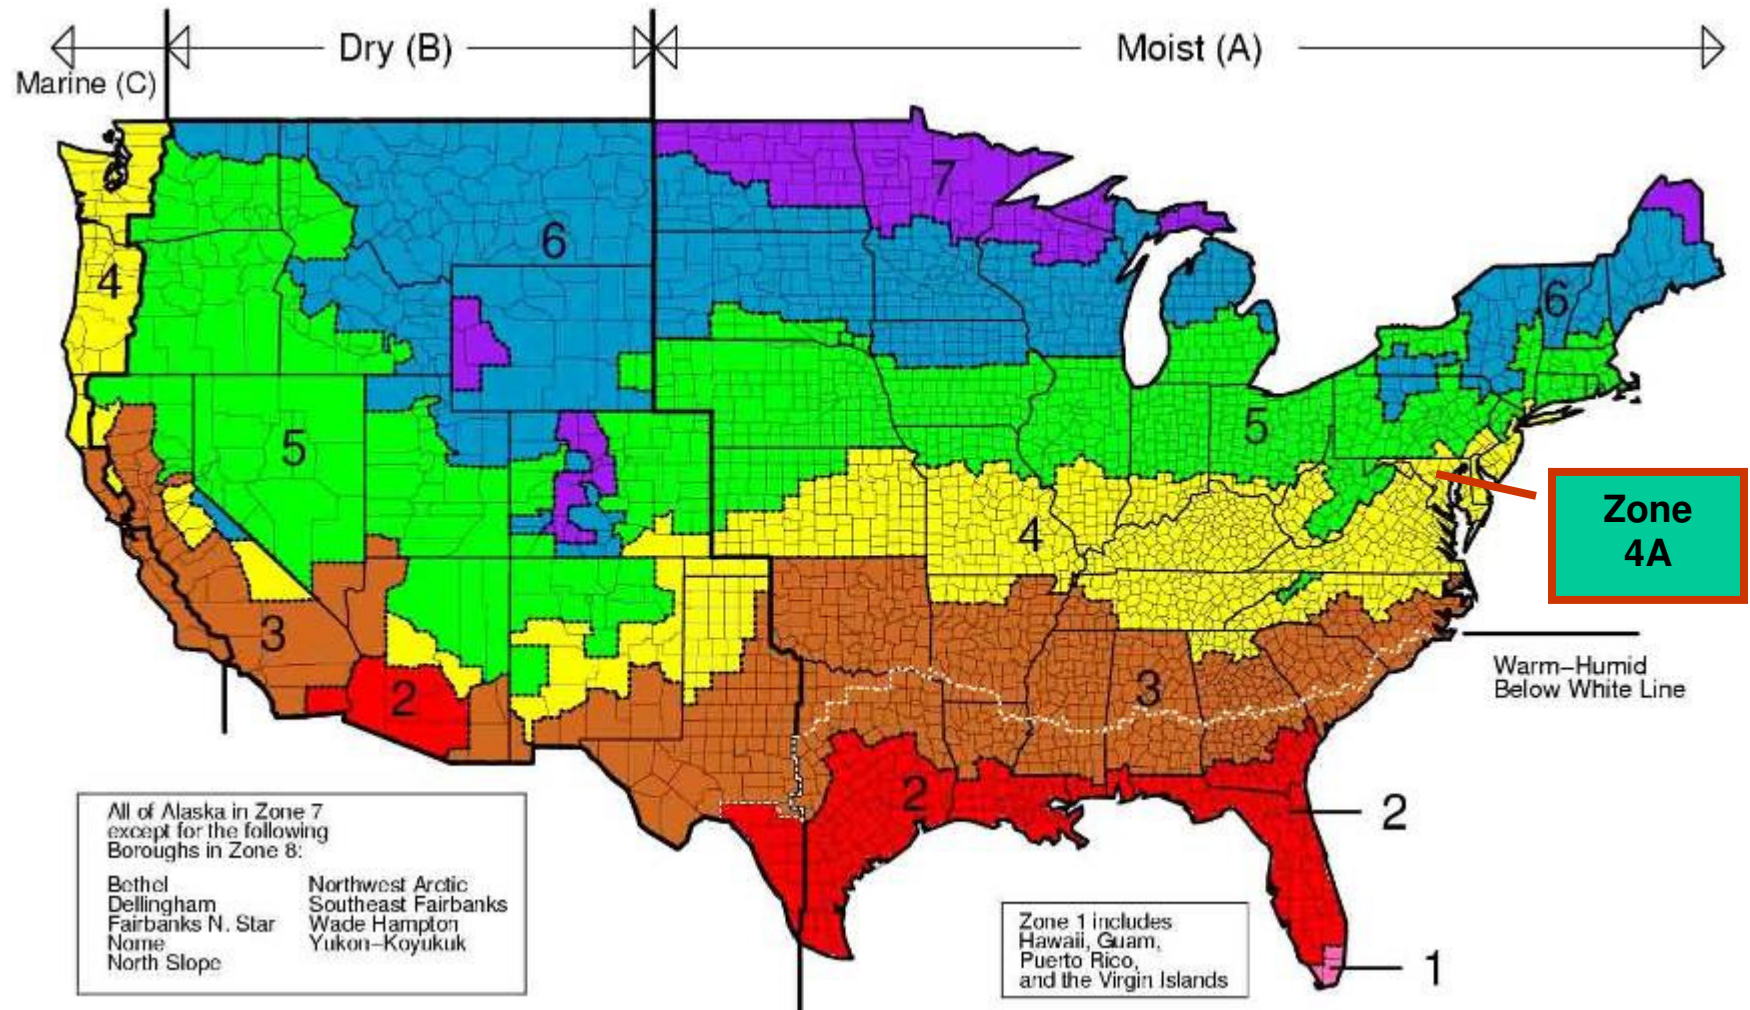 Dry (B)
Moist (A)
Marine (C)
7
6
4
6
5
5
4
Zone
4A
3
3
Warm-Humid
Below White Line
2
2
2
1
All of Alaska in Zone 7
except for the following
Boroughs in Zone 8:
Bethel
Dellingham
Fairbanks N. Star
Nome
North Slope
Northwest Arctic
Southeast Fairbanks
Wade Hampton
Yukon-Koyukuk
Zone 1 includes
Hawaii, Guam,
Puerto Rico,
and the Virgin Islands